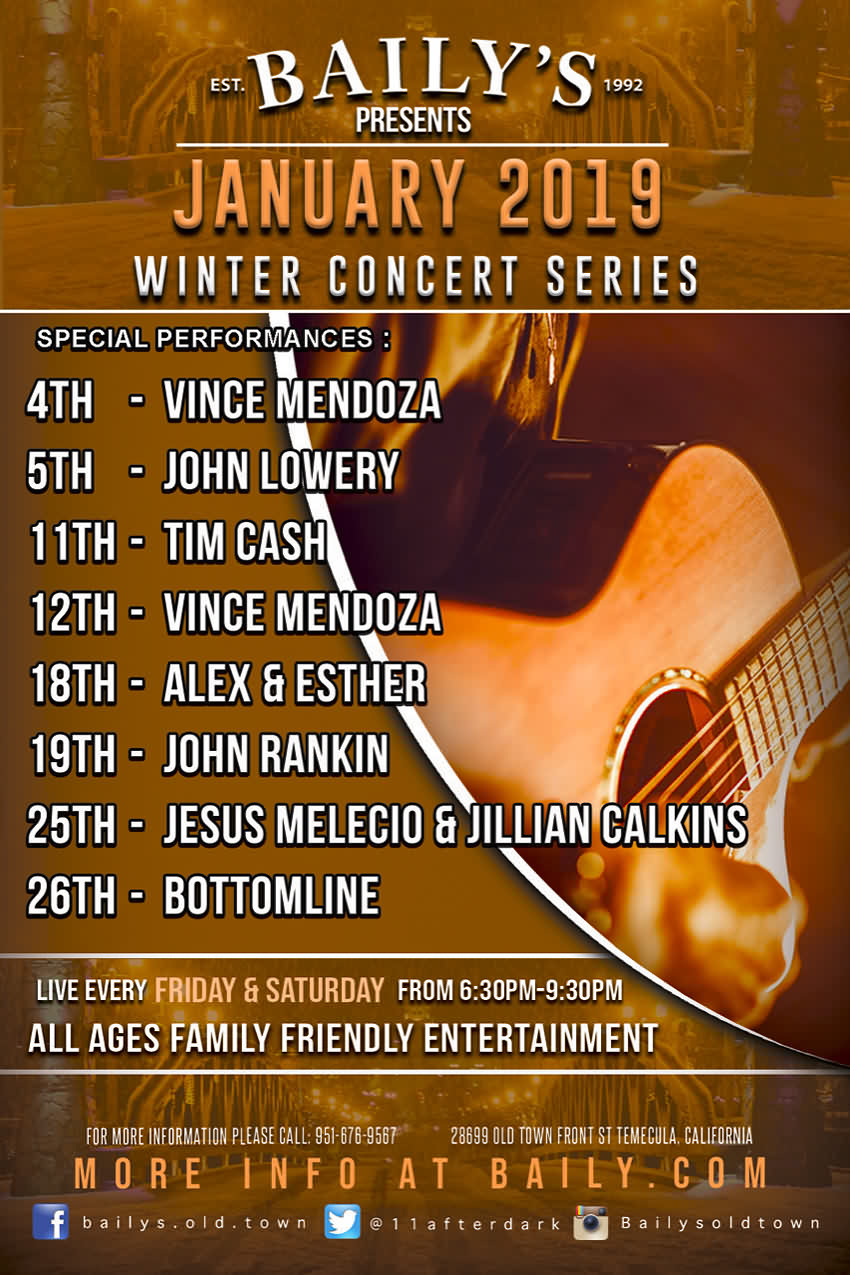 EST. BAILY'S 1992
PRESENTS
JANUARY 2019
WINTER CONCERT SERIES
SPECIAL PERFORMANCES :
4TH - VINCE MENDOZA
5TH - JOHN LOWERY
11TH - TIM CASH
12TH - VINCE MENDOZA
18TH - ALEX & ESTHER
19TH - JOHN RANKIN
25TH - JESUS MELECIO & JILLIAN CALKINS
26TH - BOTTOMLINE
LIVE EVERY FRIDAY & SATURDAY FROM 6:30PM-9:30PM
ALL AGES FAMILY FRIENDLY ENTERTAINMENT
FOR MORE INFORMATION PLEASE CALL: 951-676-9567 28699 OLD TOWN FRONT ST TEMECULA, CALIFORNIA
MORE INFO AT BAILY.COM
f bailys.old.town @11afterdark Bailysoldtown